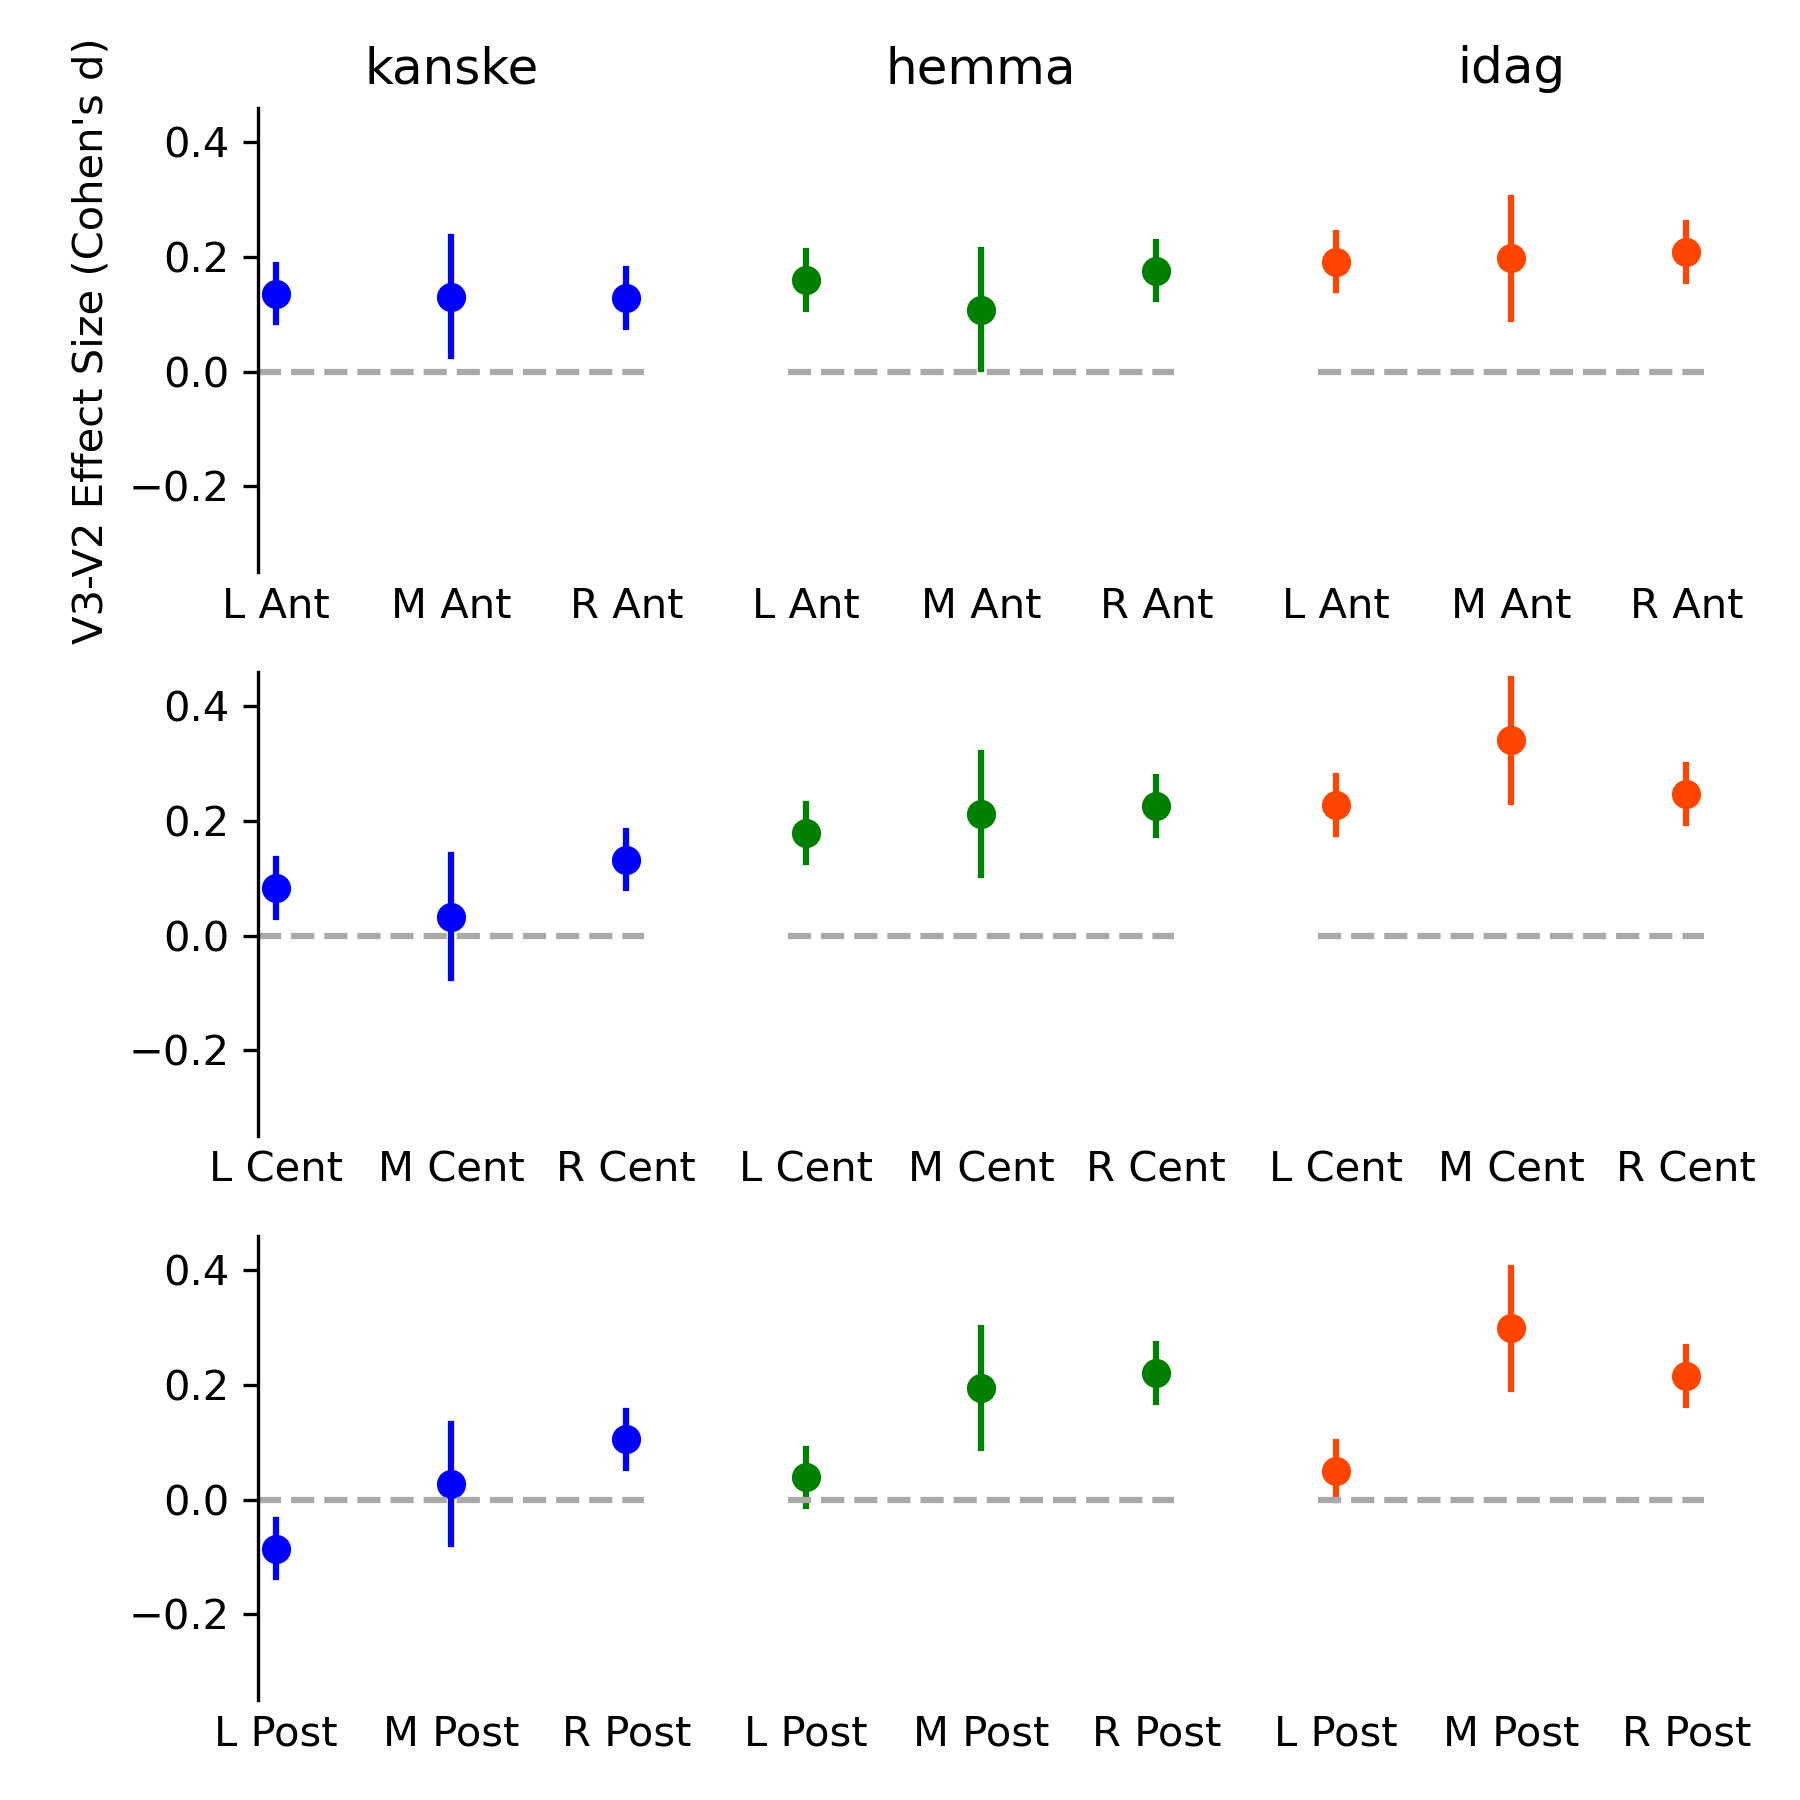 kanske hemma idag
V3-V2 Effect Size (Cohen's d)
0.4
0.2
0.0
−0.2
L Ant M Ant R Ant L Ant M Ant R Ant L Ant M Ant R Ant
0.4
0.2
0.0
−0.2
L Cent M Cent R Cent L Cent M Cent R Cent L Cent M Cent R Cent
0.4
0.2
0.0
−0.2
L Post M Post R Post L Post M Post R Post L Post M Post R Post